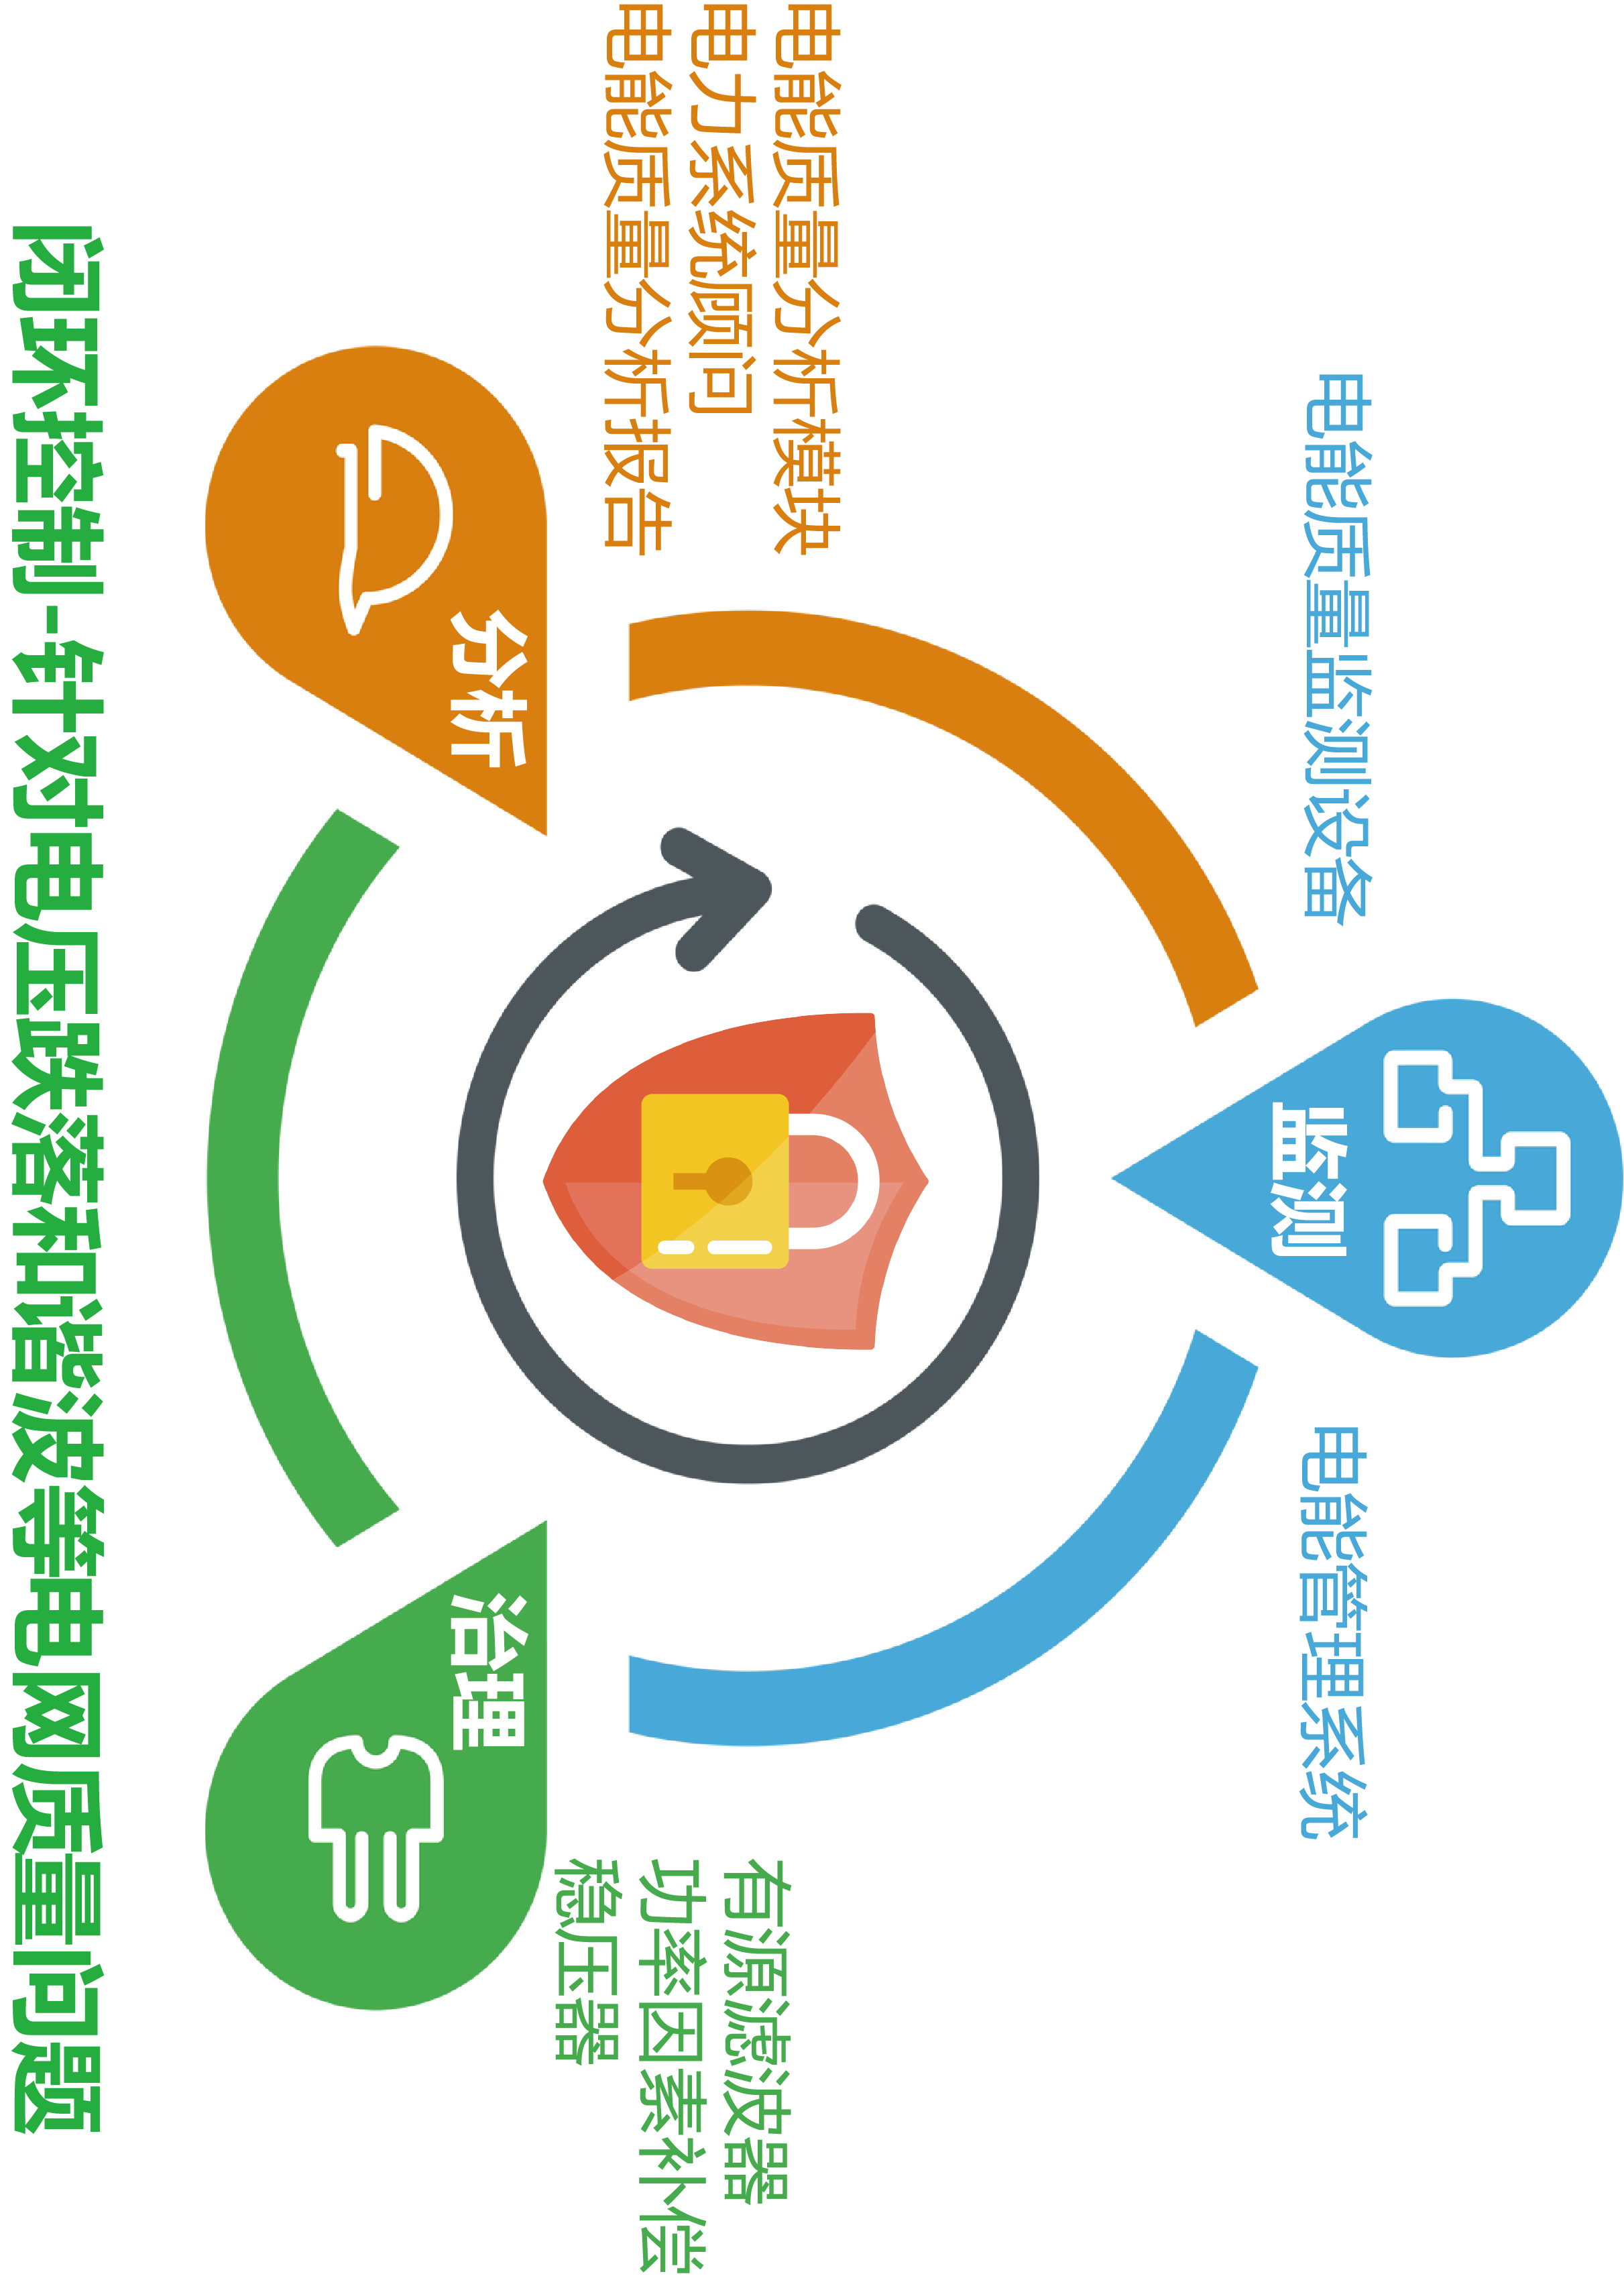 电能质量监测设备
电能管理系统
监测
电能质量分析模块
电力系统顾问
电能质量分析报告
分析
有源滤波器
功率因素补偿
稳压器
治理
闭环控制-针对电压跌落和谐波等电网质量问题